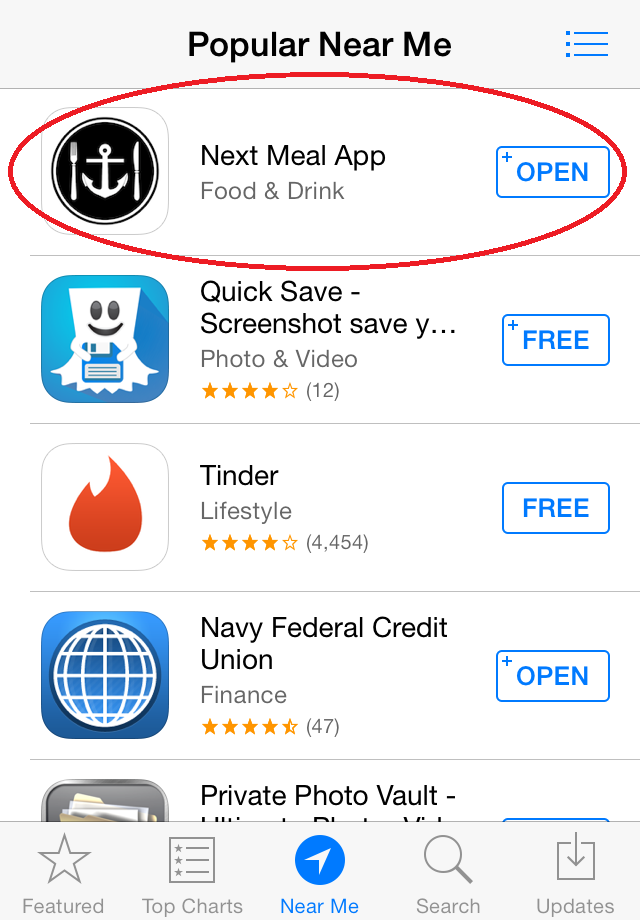 Popular Near Me
Next Meal App
Food & Drink
+ OPEN
Quick Save -
Screenshot save y...
Photo & Video
(12)
+ FREE
Tinder
Lifestyle
(4,454)
FREE
Navy Federal Credit
Union
Finance
(47)
+ OPEN
Private Photo Vault -
Featured
Top Charts
Near Me
Search
Updates